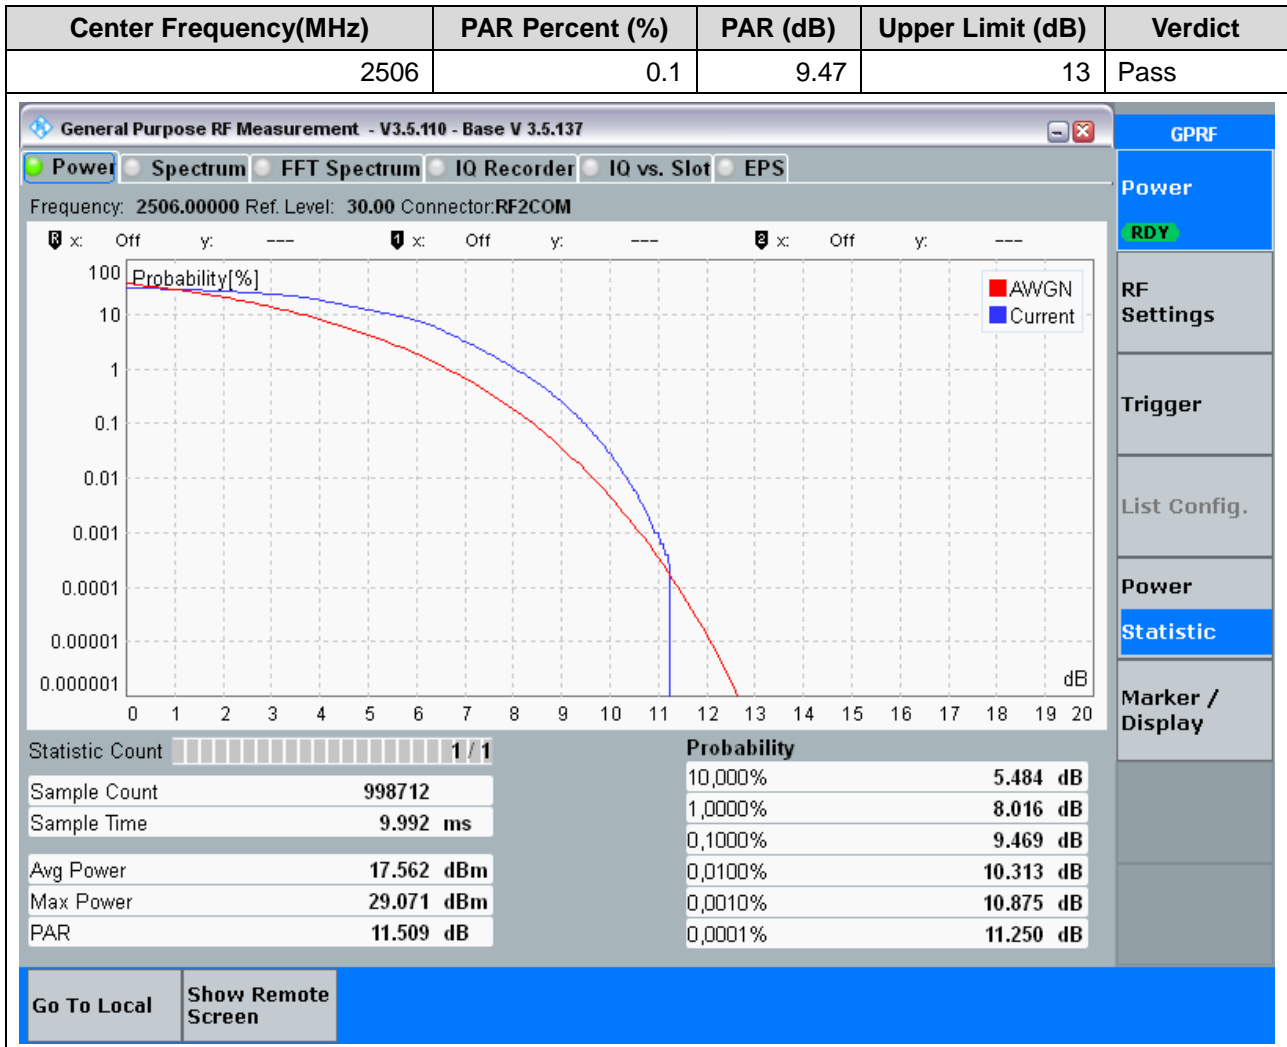 Center Frequency(MHz) PAR Percent (%) PAR (dB) Upper Limit (dB) Verdict
2506 0.1 9.47 13 Pass
General Purpose RF Measurement - V3.5.110 - Base V 3.5.137
GPRF
Power Spectrum FFT Spectrum IQ Recorder IQ vs. Slot EPS
Power
RDY
Frequency: 2506.00000 Ref. Level: 30.00 Connector:RF2COM
R x: Off y: --- 1 x: Off y: --- 2 x: Off y: ---
Probability[%]
AWGN
Current
100
10
1
0.1
0.01
0.001
0.0001
0.00001
0.000001
dB
0 1 2 3 4 5 6 7 8 9 10 11 12 13 14 15 16 17 18 19 20
RF
Settings
Trigger
List Config.
Power
Statistic
Marker /
Display
Statistic Count 1 / 1
Sample Count 998712
Sample Time 9.992 ms
Avg Power 17.562 dBm
Max Power 29.071 dBm
PAR 11.509 dB
Probability
10,000% 5.484 dB
1,0000% 8.016 dB
0,1000% 9.469 dB
0,0100% 10.313 dB
0,0010% 10.875 dB
0,0001% 11.250 dB
Go To Local
Show Remote
Screen